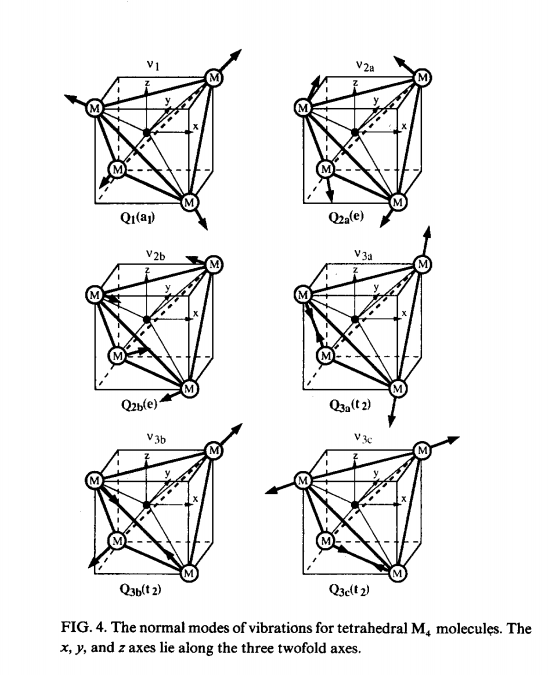 ν1 ν2a
M M M M
z z
y y
x x
M M
M M
Q1(a1) Q2a(e)
ν2b ν3a
M M
z z
M M
y y
x x
M M
M M
Q2b(e) Q3a(t2)
ν3b ν3c
M M
z z
M M
y y
x x
M M
M M
Q3b(t2) Q3c(t2)
FIG. 4. The normal modes of vibrations for tetrahedral M4 molecules. The
x, y, and z axes lie along the three twofold axes.